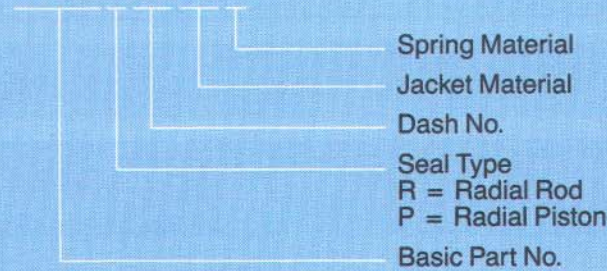 Spring Material
Jacket Material
Dash No.
Seal Type
R = Radial Rod
P = Radial Piston
Basic Part No.